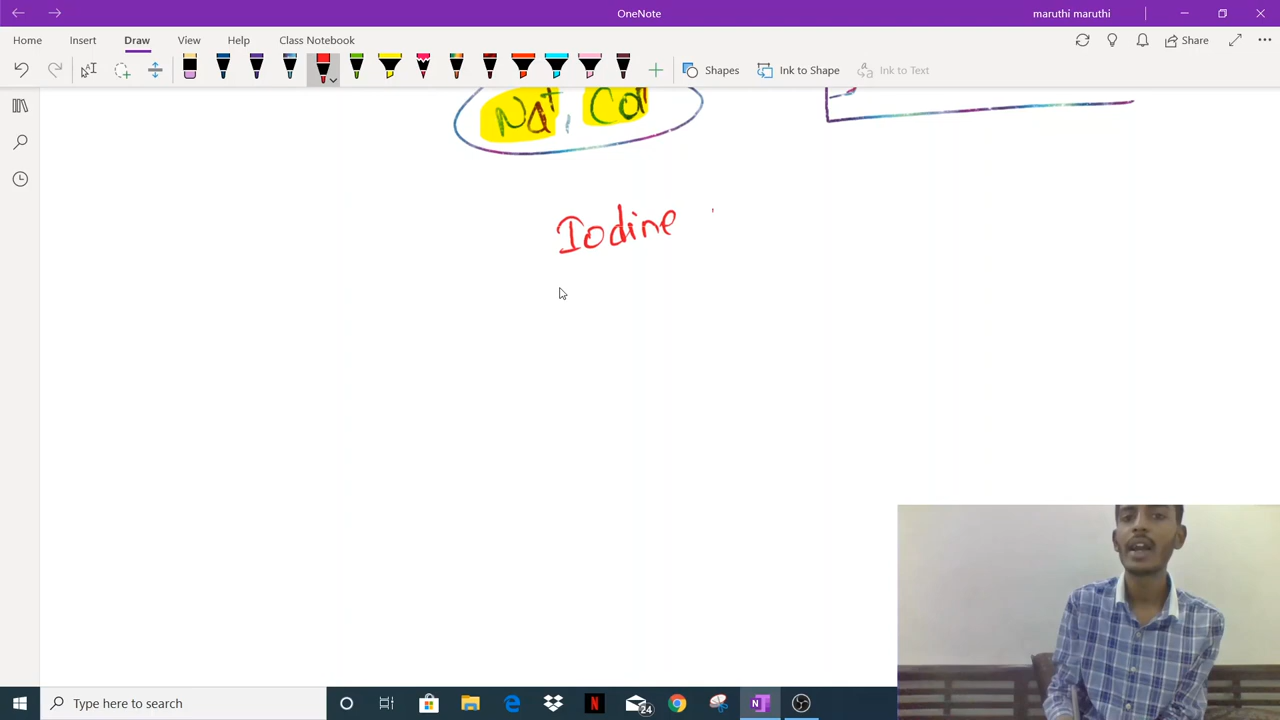 OneNote
maruthi maruthi
Home Insert Draw View Help Class Notebook
Share
Shapes Ink to Shape Ink to Text
Na+,
Iodine
Type here to search
24